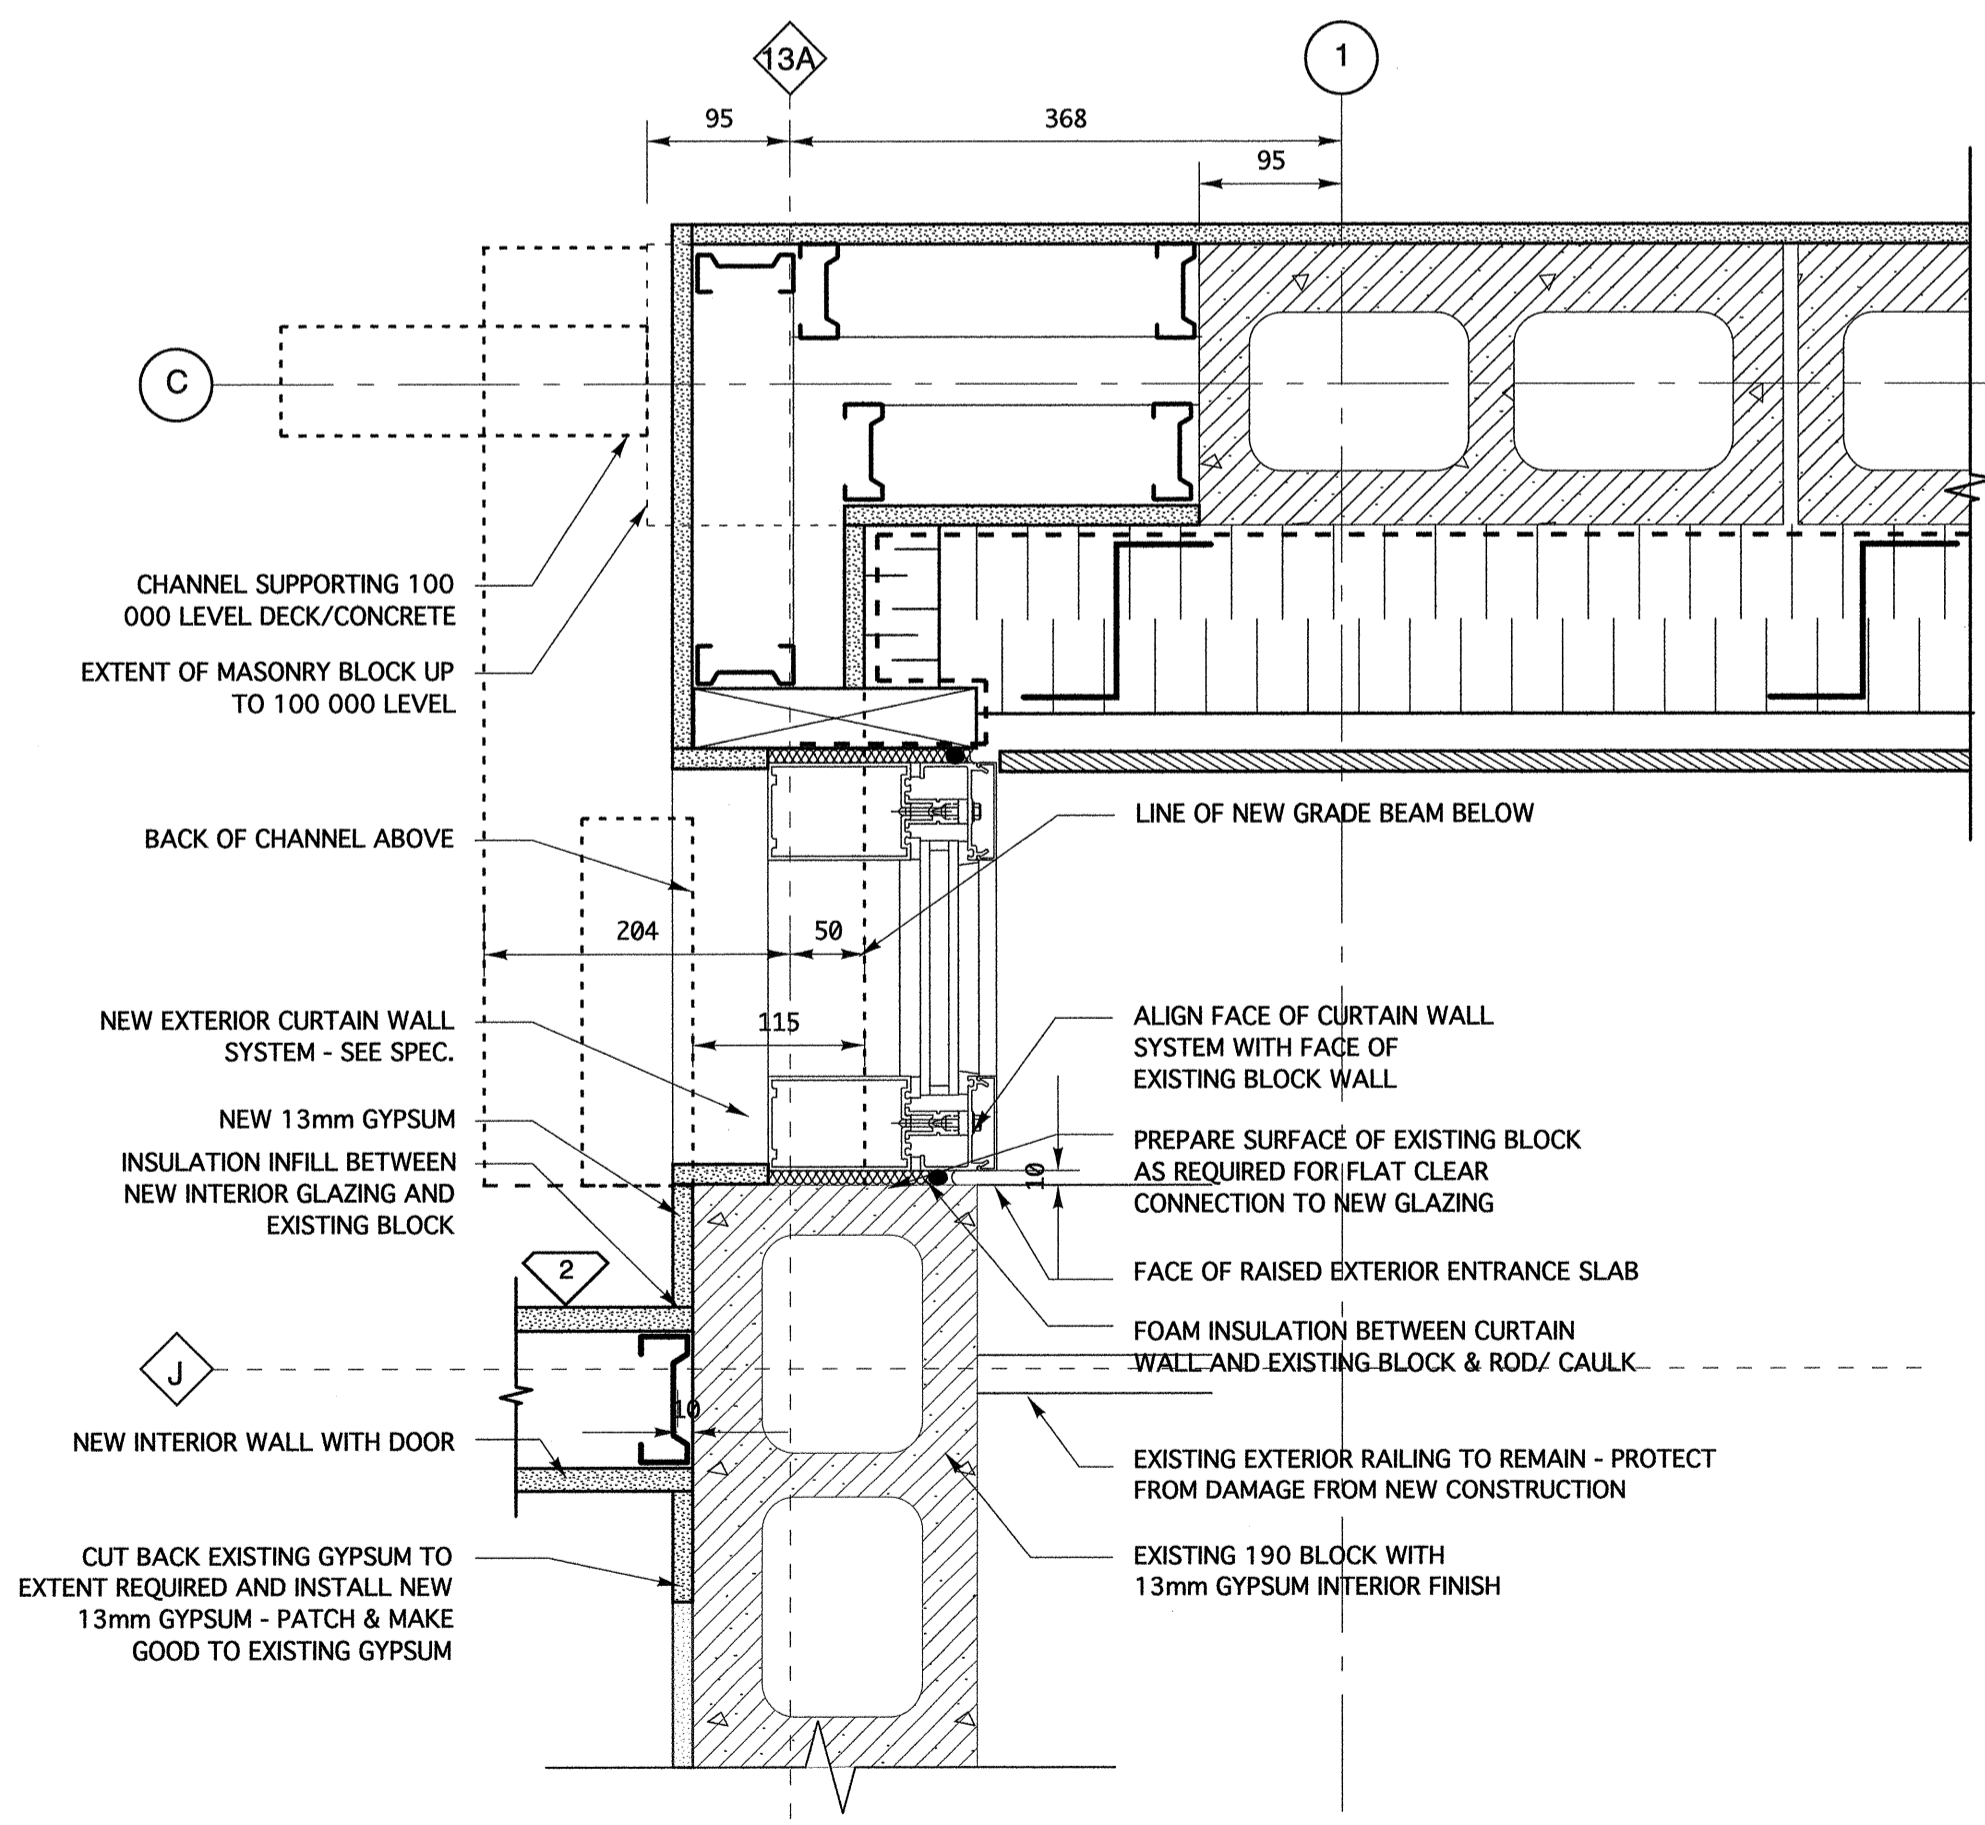 13A
1
95
368
95
C
CHANNEL SUPPORTING 100
000 LEVEL DECK/CONCRETE
EXTENT OF MASONRY BLOCK UP
TO 100 000 LEVEL
BACK OF CHANNEL ABOVE
LINE OF NEW GRADE BEAM BELOW
204
50
115
NEW EXTERIOR CURTAIN WALL
SYSTEM - SEE SPEC.
NEW 13mm GYPSUM
INSULATION INFILL BETWEEN
NEW INTERIOR GLAZING AND
EXISTING BLOCK
ALIGN FACE OF CURTAIN WALL
SYSTEM WITH FACE OF
EXISTING BLOCK WALL
PREPARE SURFACE OF EXISTING BLOCK
AS REQUIRED FOR FLAT CLEAR
CONNECTION TO NEW GLAZING
10
FACE OF RAISED EXTERIOR ENTRANCE SLAB
2
FOAM INSULATION BETWEEN CURTAIN
WALL AND EXISTING BLOCK & ROD/ CAULK
J
10
NEW INTERIOR WALL WITH DOOR
EXISTING EXTERIOR RAILING TO REMAIN - PROTECT
FROM DAMAGE FROM NEW CONSTRUCTION
CUT BACK EXISTING GYPSUM TO
EXTENT REQUIRED AND INSTALL NEW
13mm GYPSUM - PATCH & MAKE
GOOD TO EXISTING GYPSUM
EXISTING 190 BLOCK WITH
13mm GYPSUM INTERIOR FINISH